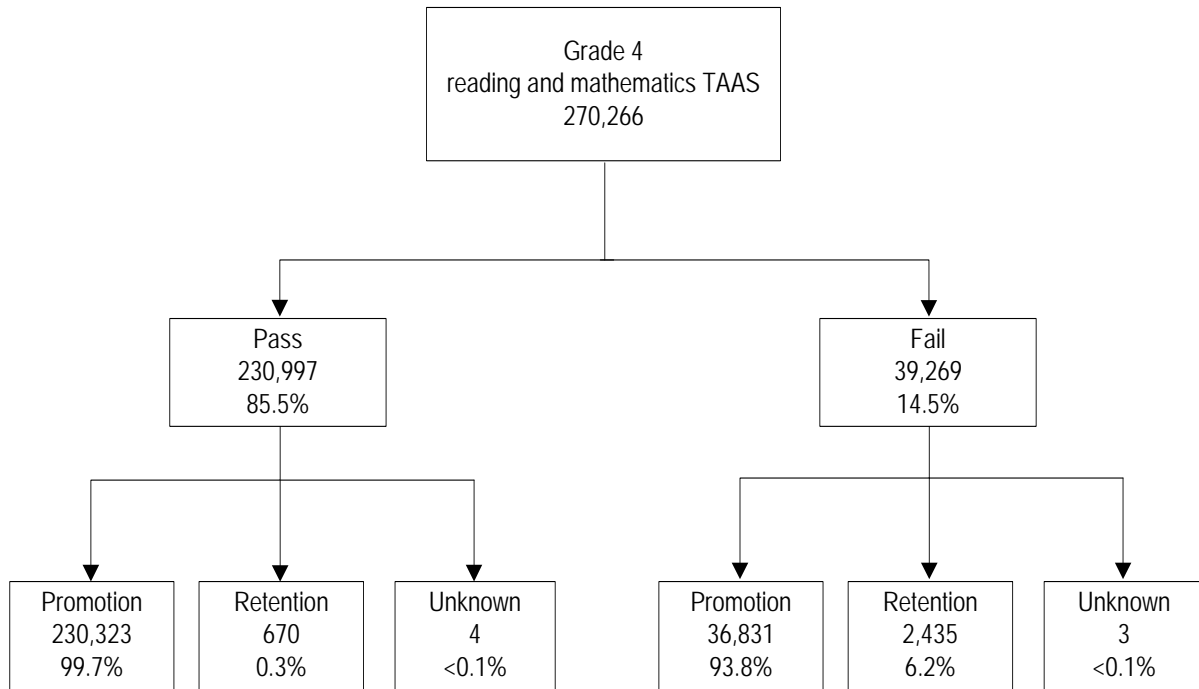 Grade 4
reading and mathematics TAAS
270,266
Pass
230,997
85.5%
Fail
39,269
14.5%
Promotion
230,323
99.7%
Retention
670
0.3%
Unknown
4
<0.1%
Promotion
36,831
93.8%
Retention
2,435
6.2%
Unknown
3
<0.1%